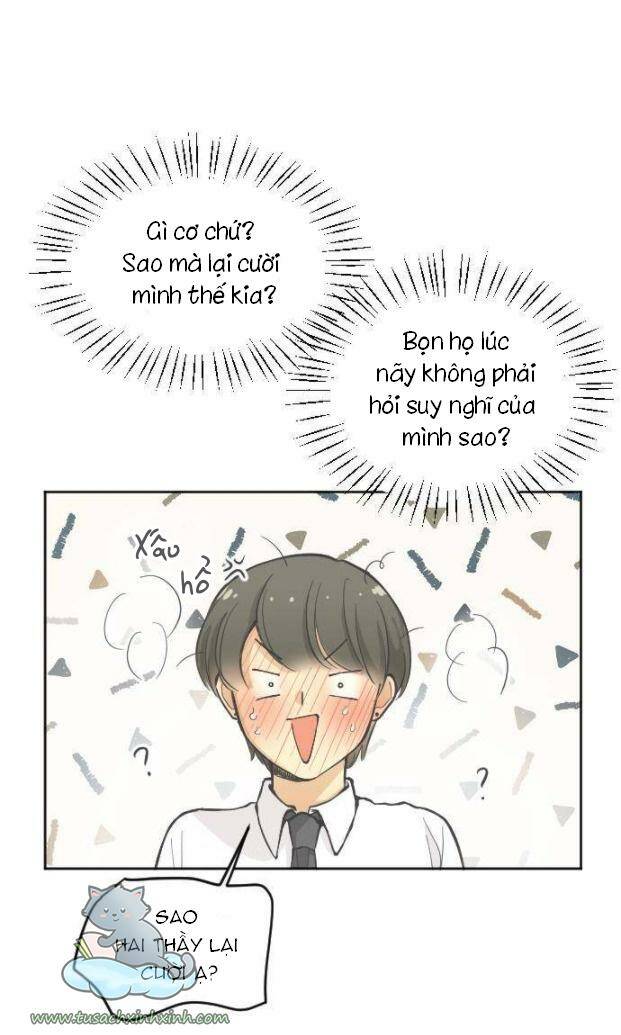 Gì cơ chứ?
Sao mà lại cười
mình thế kia?
Bọn họ lúc
nãy không phải
hỏi suy nghĩ của
mình sao?
Xấu
hổ
?
?
SAO
HAI THẦY LẠI
CƯỜI Ạ?
www.tusachxinhxinh.com